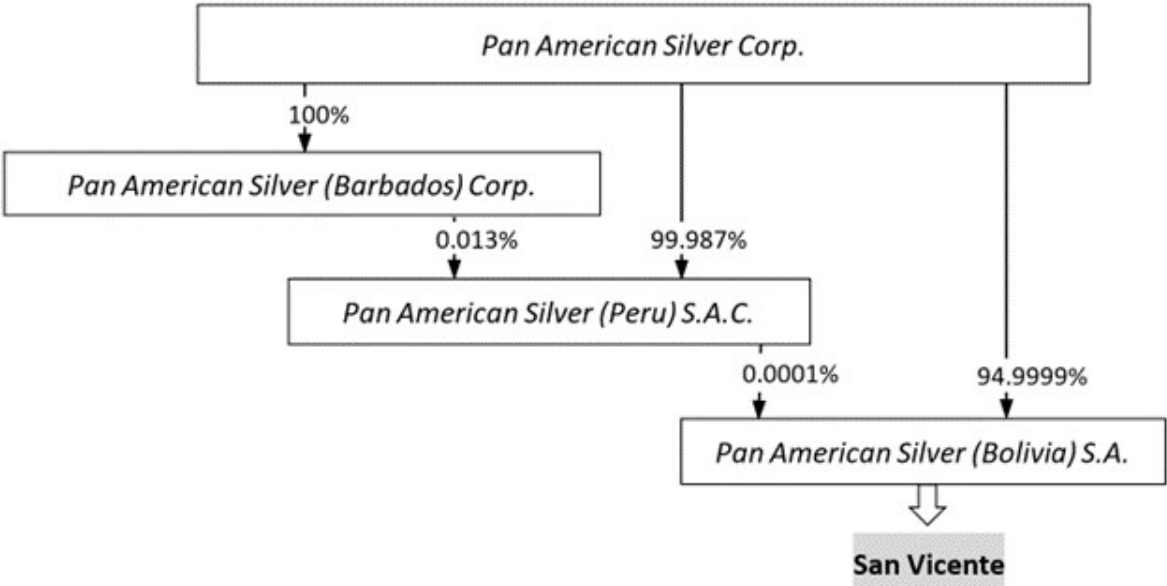 Pan American Silver Corp.
100%
Pan American Silver (Barbados) Corp.
0.013%
99.987%
Pan American Silver (Peru) S.A.C.
0.0001%
94.9999%
Pan American Silver (Bolivia) S.A.
San Vicente